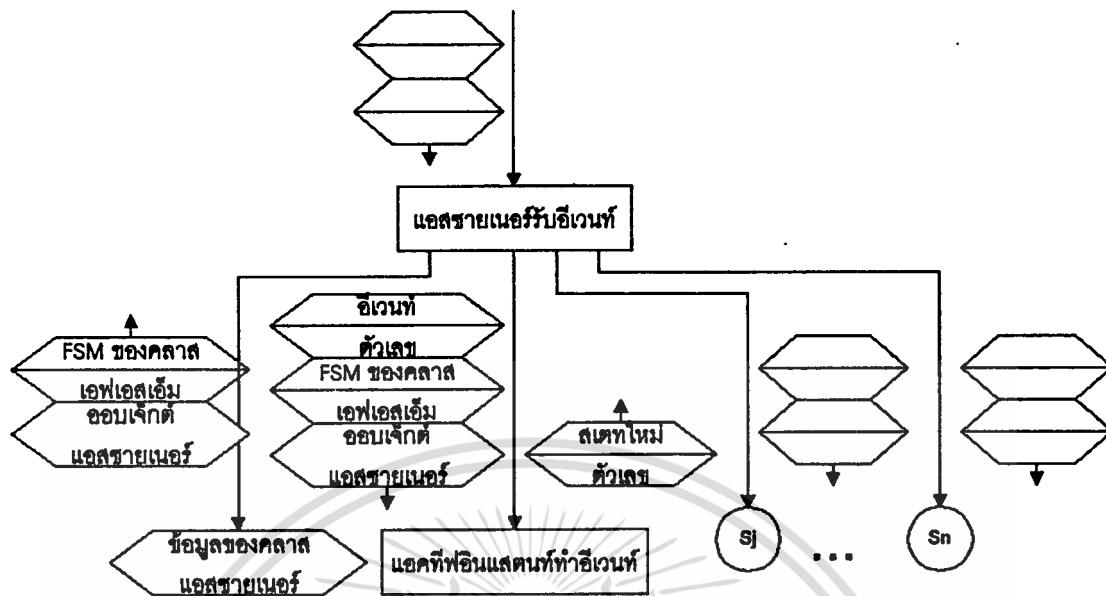 แอสซายเนอร์รับอีเวนท์
อีเวนท์
ตัวเลข
FSM ของคลาส
เอฟเอสเอ็ม
ออบเจ็กต์
แอสซายเนอร์
FSM ของคลาส
เอฟเอสเอ็ม
ออบเจ็กต์
แอสซายเนอร์
สเตทใหม่
ตัวเลข
ข้อมูลของคลาส
แอสซายเนอร์
แอคทีฟอินแสตนท์ทำอีเวนท์
Sj
...
Sn